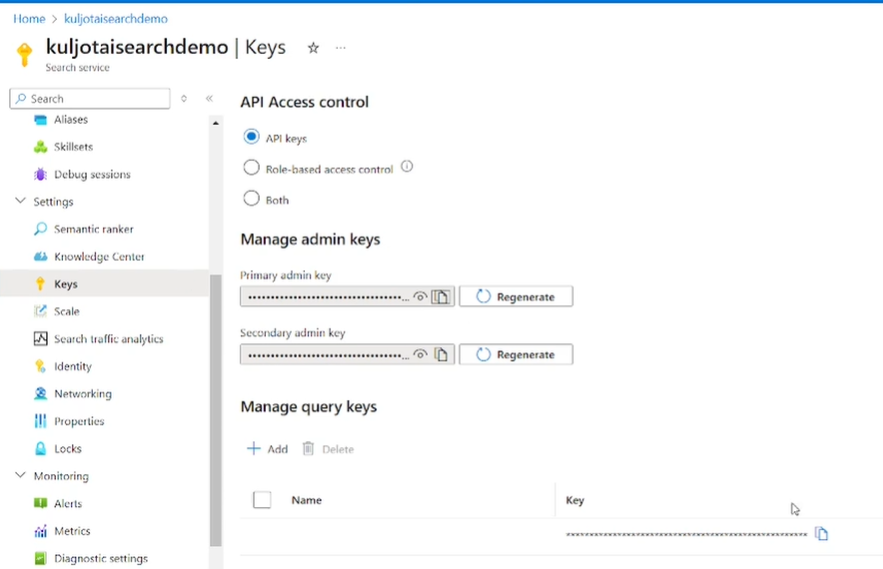 Home > kuljotaisearchdemo
kuljotaisearchdemo | Keys
Search service
Search
Aliases
Skillsets
Debug sessions
Settings
Semantic ranker
Knowledge Center
Keys
Scale
Search traffic analytics
Identity
Networking
Properties
Locks
Monitoring
Alerts
Metrics
Diagnostic settings
API Access control
API keys
Role-based access control
Both
Manage admin keys
Primary admin key
Regenerate
Secondary admin key
Regenerate
Manage query keys
Add Delete
Name Key